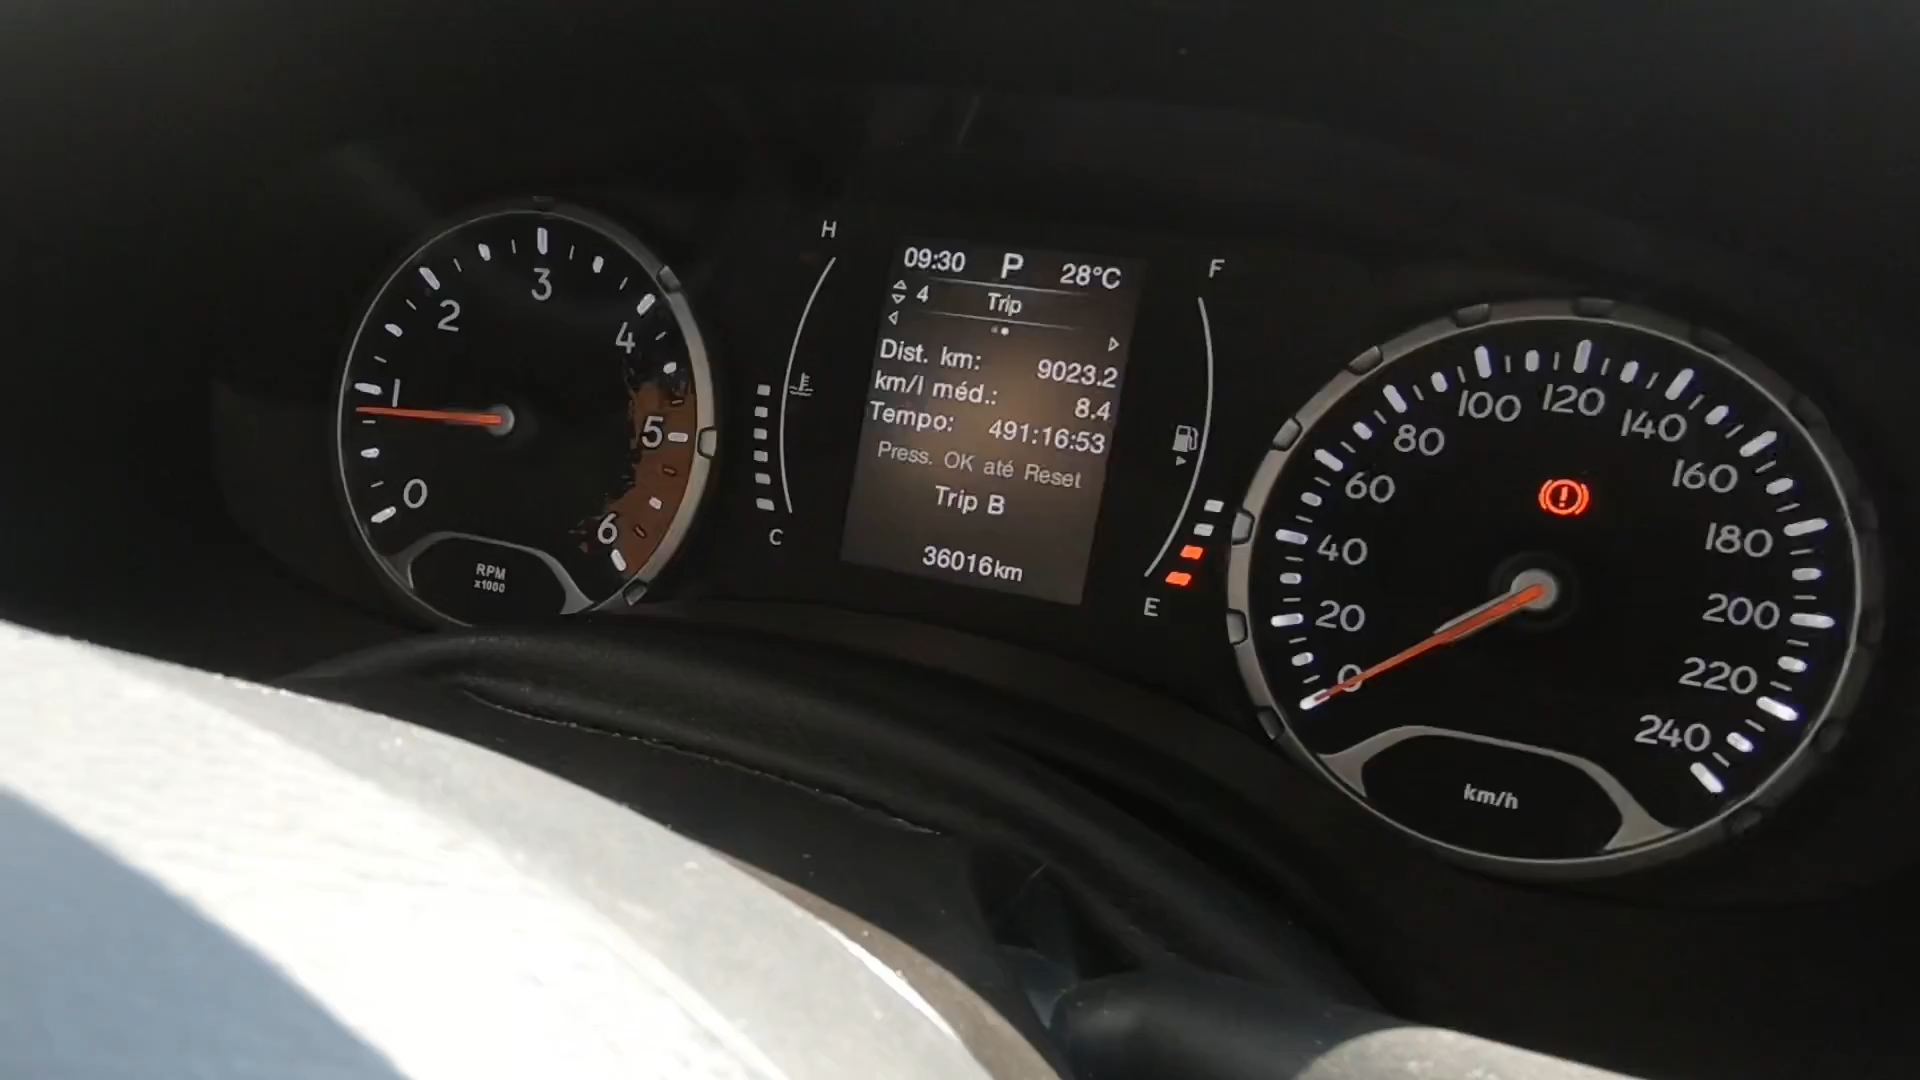 0
1
2
3
4
5
6
RPM
x1000
H
C
09:30 P 28°C
4 Trip
Dist. km: 9023.2
km/l méd.: 8.4
Tempo: 491:16:53
Press. OK até Reset
Trip B
36016km
F
E
0
20
40
60
80
100
120
140
160
180
200
220
240
km/h